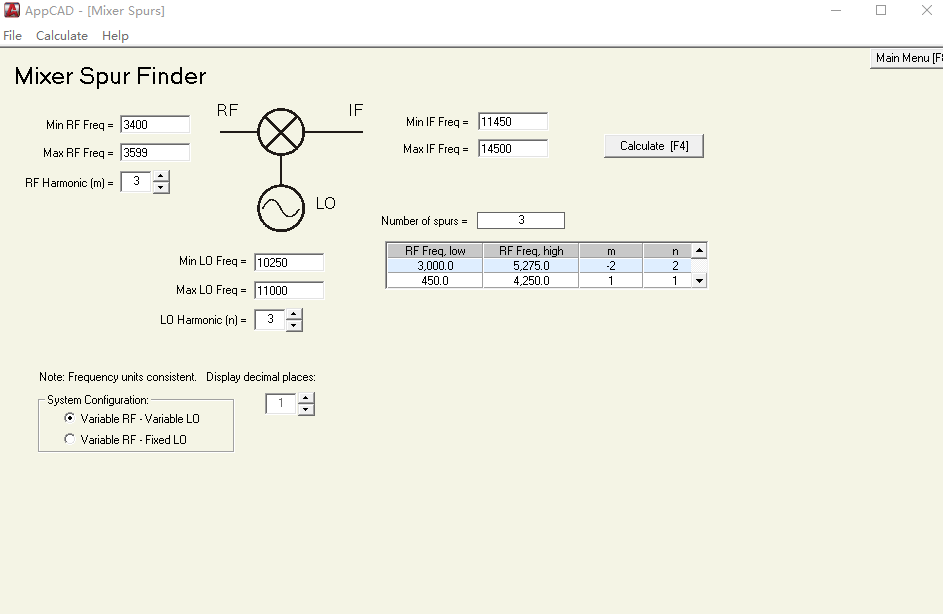 AppCAD - [Mixer Spurs]
File Calculate Help
Main Menu [F8
Mixer Spur Finder
RF IF
Min RF Freq = 3400
Max RF Freq = 3599
RF Harmonic (m) = 3
LO
Min IF Freq = 11450
Max IF Freq = 14500
Calculate [F4]
Number of spurs = 3
RF Freq, low RF Freq, high m n
3,000.0 5,275.0 -2 2
450.0 4,250.0 1 1
Min LO Freq = 10250
Max LO Freq = 11000
LO Harmonic (n) = 3
Note: Frequency units consistent. Display decimal places:
1
System Configuration:
Variable RF - Variable LO
Variable RF - Fixed LO